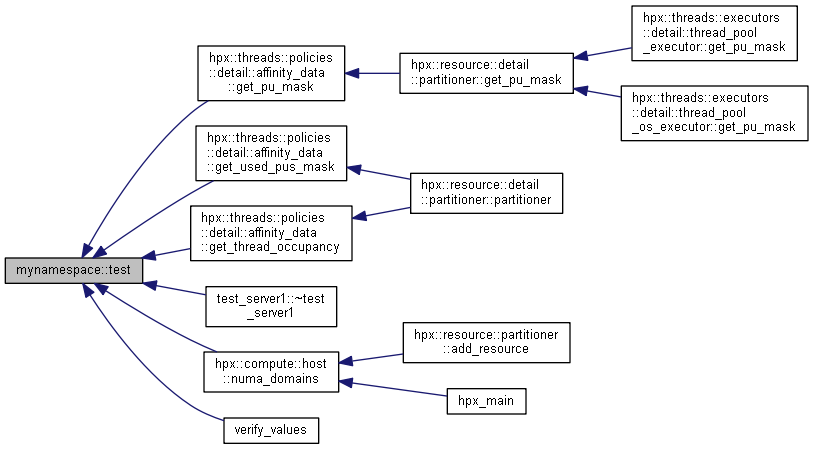 hpx::threads::executors
::detail::thread_pool
_executor::get_pu_mask
hpx::threads::policies
::detail::affinity_data
::get_pu_mask
hpx::resource::detail
::partitioner::get_pu_mask
hpx::threads::executors
::detail::thread_pool
_os_executor::get_pu_mask
hpx::threads::policies
::detail::affinity_data
::get_used_pus_mask
hpx::resource::detail
::partitioner::partitioner
hpx::threads::policies
::detail::affinity_data
::get_thread_occupancy
mynamespace::test
test_server1::~test
_server1
hpx::resource::partitioner
::add_resource
hpx::compute::host
::numa_domains
hpx_main
verify_values